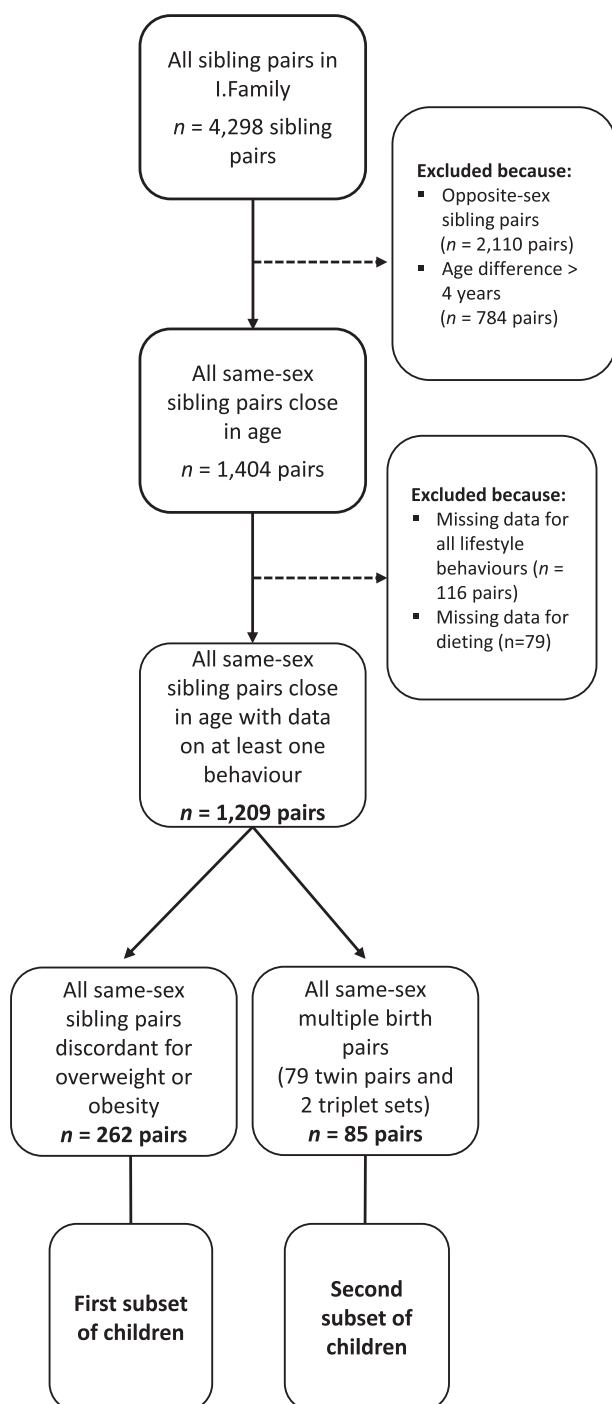 All sibling pairs in
I.Family
n = 4,298 sibling
pairs
Excluded because:
▪ Opposite-sex
sibling pairs
(n = 2,110 pairs)
▪ Age difference >
4 years
(n = 784 pairs)
All same-sex
sibling pairs close
in age
n = 1,404 pairs
Excluded because:
▪ Missing data for
all lifestyle
behaviours (n =
116 pairs)
▪ Missing data for
dieting (n=79)
All same-sex
sibling pairs close
in age with data
on at least one
behaviour
n = 1,209 pairs
All same-sex
sibling pairs
discordant for
overweight or
obesity
n = 262 pairs
All same-sex
multiple birth
pairs
(79 twin pairs and
2 triplet sets)
n = 85 pairs
First subset
of children
Second
subset of
children